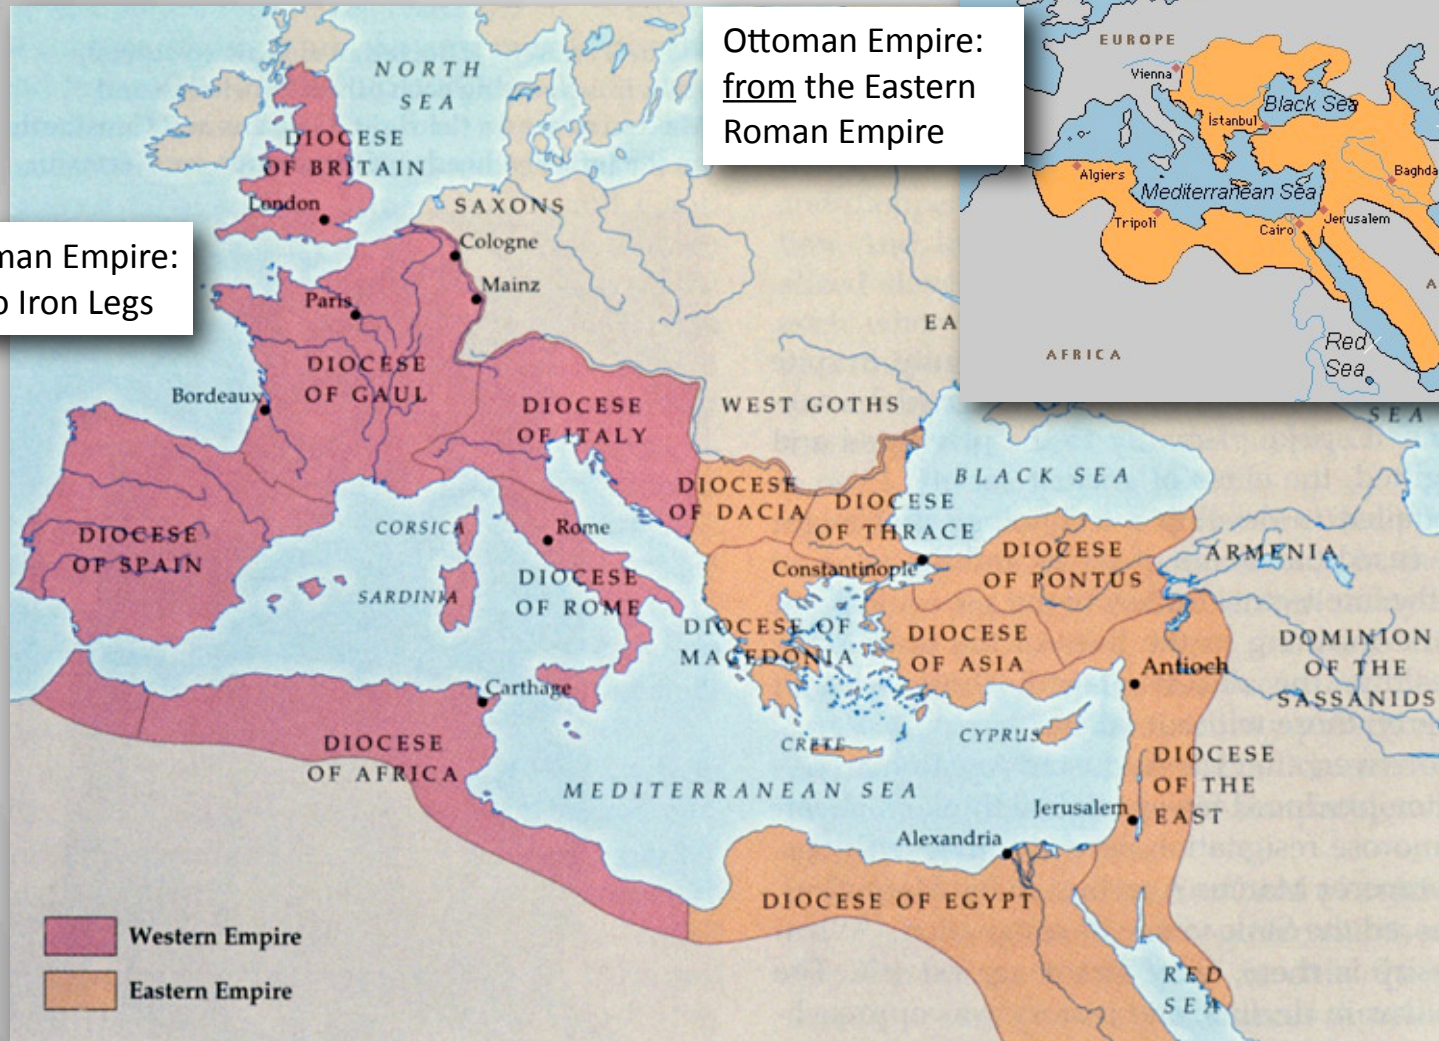 Ottoman Empire:
from the Eastern
Roman Empire
man Empire:
Iron Legs
EUROPE
Vienna
Black Sea
İstanbul
Algiers
Mediterranean Sea
Baghda
Tripoli
Cairo
Jerusalem
AFRICA
Red
Sea
A
NORTH
SEA
DIOCESE
OF BRITAIN
London
SAXONS
Cologne
Mainz
Paris
DIOCESE
OF GAUL
Bordeaux
DIOCESE
OF ITALY
WEST GOTHS
EA
SEA
BLACK SEA
DIOCESE
OF DACIA
DIOCESE
OF THRACE
Constantinople
DIOCESE
OF PONTUS
ARMENIA
DIOCESE
OF SPAIN
CORSICA
Rome
SARDINIA
DIOCESE
OF ROME
DIOCESE OF
MACEDONIA
DIOCESE
OF ASIA
DOMINION
OF THE
SASSANIDS
Antioch
Carthage
DIOCESE
OF AFRICA
CRETE
CYPRUS
DIOCESE
OF THE
EAST
MEDITERRANEAN SEA
Jerusalem
Alexandria
DIOCESE OF EGYPT
RED
SEA
Western Empire
Eastern Empire